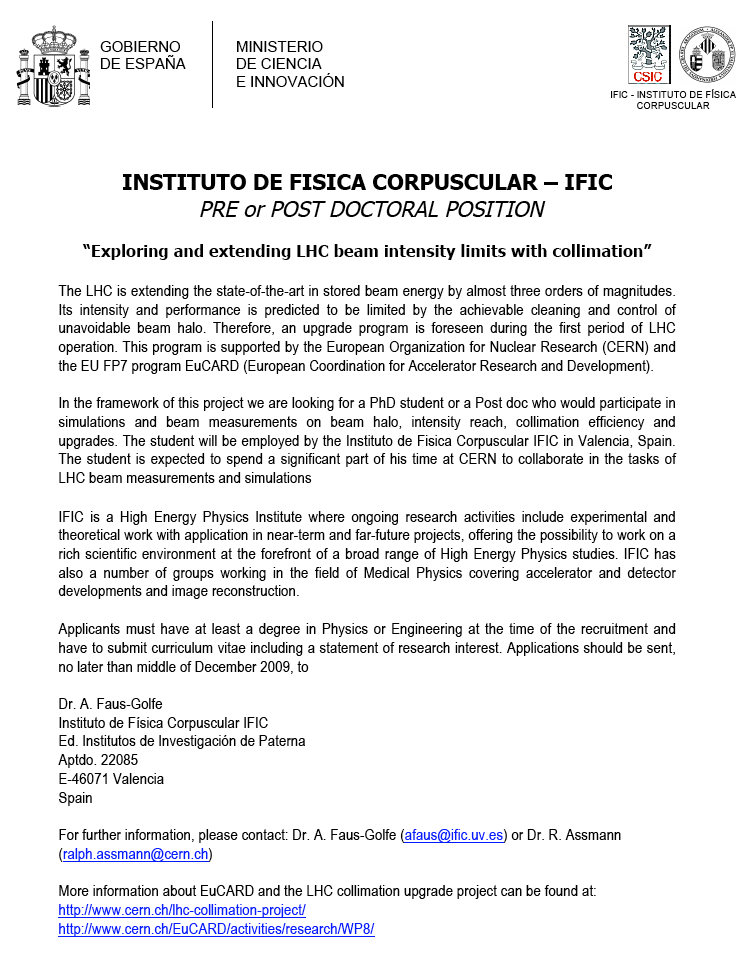 GOBIERNO
DE ESPAÑA
MINISTERIO
DE CIENCIA
E INNOVACIÓN
CSIC
IFIC - INSTITUTO DE FÍSICA
CORPUSCULAR
INSTITUTO DE FISICA CORPUSCULAR – IFIC
PRE or POST DOCTORAL POSITION
“Exploring and extending LHC beam intensity limits with collimation”
The LHC is extending the state-of-the-art in stored beam energy by almost three orders of magnitudes.
Its intensity and performance is predicted to be limited by the achievable cleaning and control of
unavoidable beam halo. Therefore, an upgrade program is foreseen during the first period of LHC
operation. This program is supported by the European Organization for Nuclear Research (CERN) and
the EU FP7 program EuCARD (European Coordination for Accelerator Research and Development).
In the framework of this project we are looking for a PhD student or a Post doc who would participate in
simulations and beam measurements on beam halo, intensity reach, collimation efficiency and
upgrades. The student will be employed by the Instituto de Fisica Corpuscular IFIC in Valencia, Spain.
The student is expected to spend a significant part of his time at CERN to collaborate in the tasks of
LHC beam measurements and simulations
IFIC is a High Energy Physics Institute where ongoing research activities include experimental and
theoretical work with application in near-term and far-future projects, offering the possibility to work on a
rich scientific environment at the forefront of a broad range of High Energy Physics studies. IFIC has
also a number of groups working in the field of Medical Physics covering accelerator and detector
developments and image reconstruction.
Applicants must have at least a degree in Physics or Engineering at the time of the recruitment and
have to submit curriculum vitae including a statement of research interest. Applications should be sent,
no later than middle of December 2009, to
Dr. A. Faus-Golfe
Instituto de Física Corpuscular IFIC
Ed. Institutos de Investigación de Paterna
Aptdo. 22085
E-46071 Valencia
Spain
For further information, please contact: Dr. A. Faus-Golfe (afaus@ific.uv.es) or Dr. R. Assmann
(ralph.assmann@cern.ch)
More information about EuCARD and the LHC collimation upgrade project can be found at:
http://www.cern.ch/lhc-collimation-project/
http://www.cern.ch/EuCARD/activities/research/WP8/